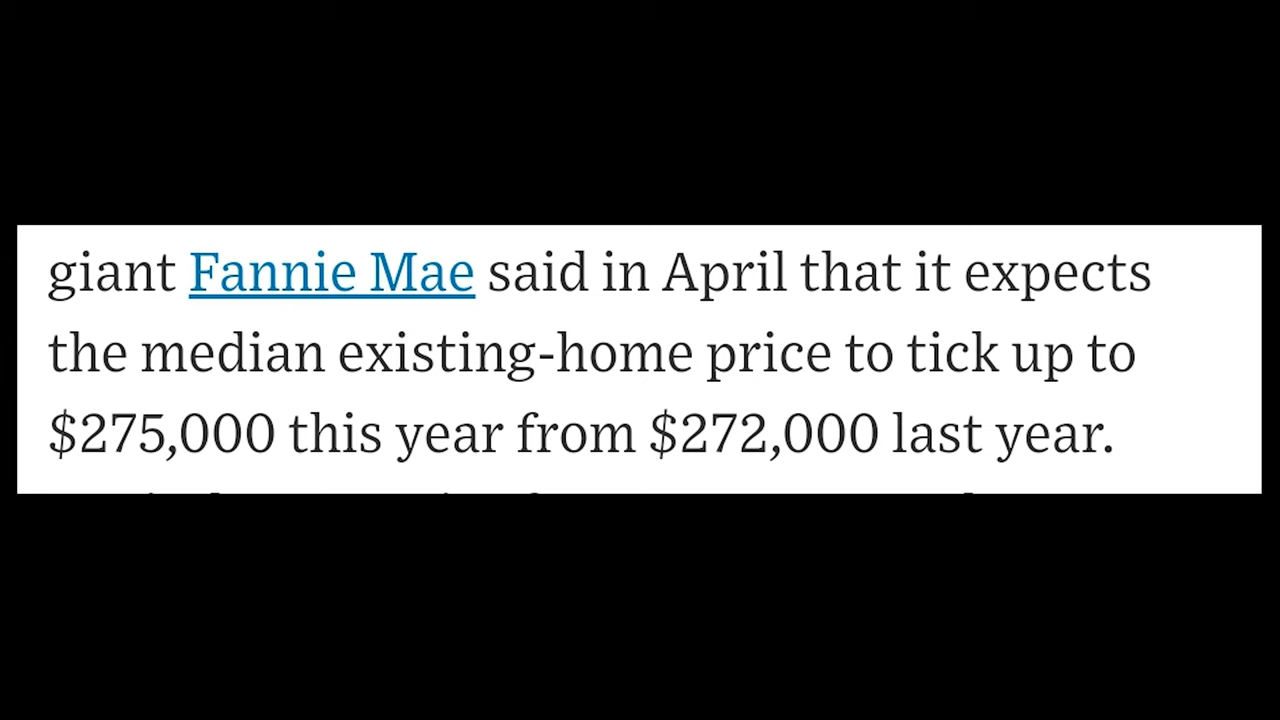 giant Fannie Mae said in April that it expects
the median existing-home price to tick up to
$275,000 this year from $272,000 last year.